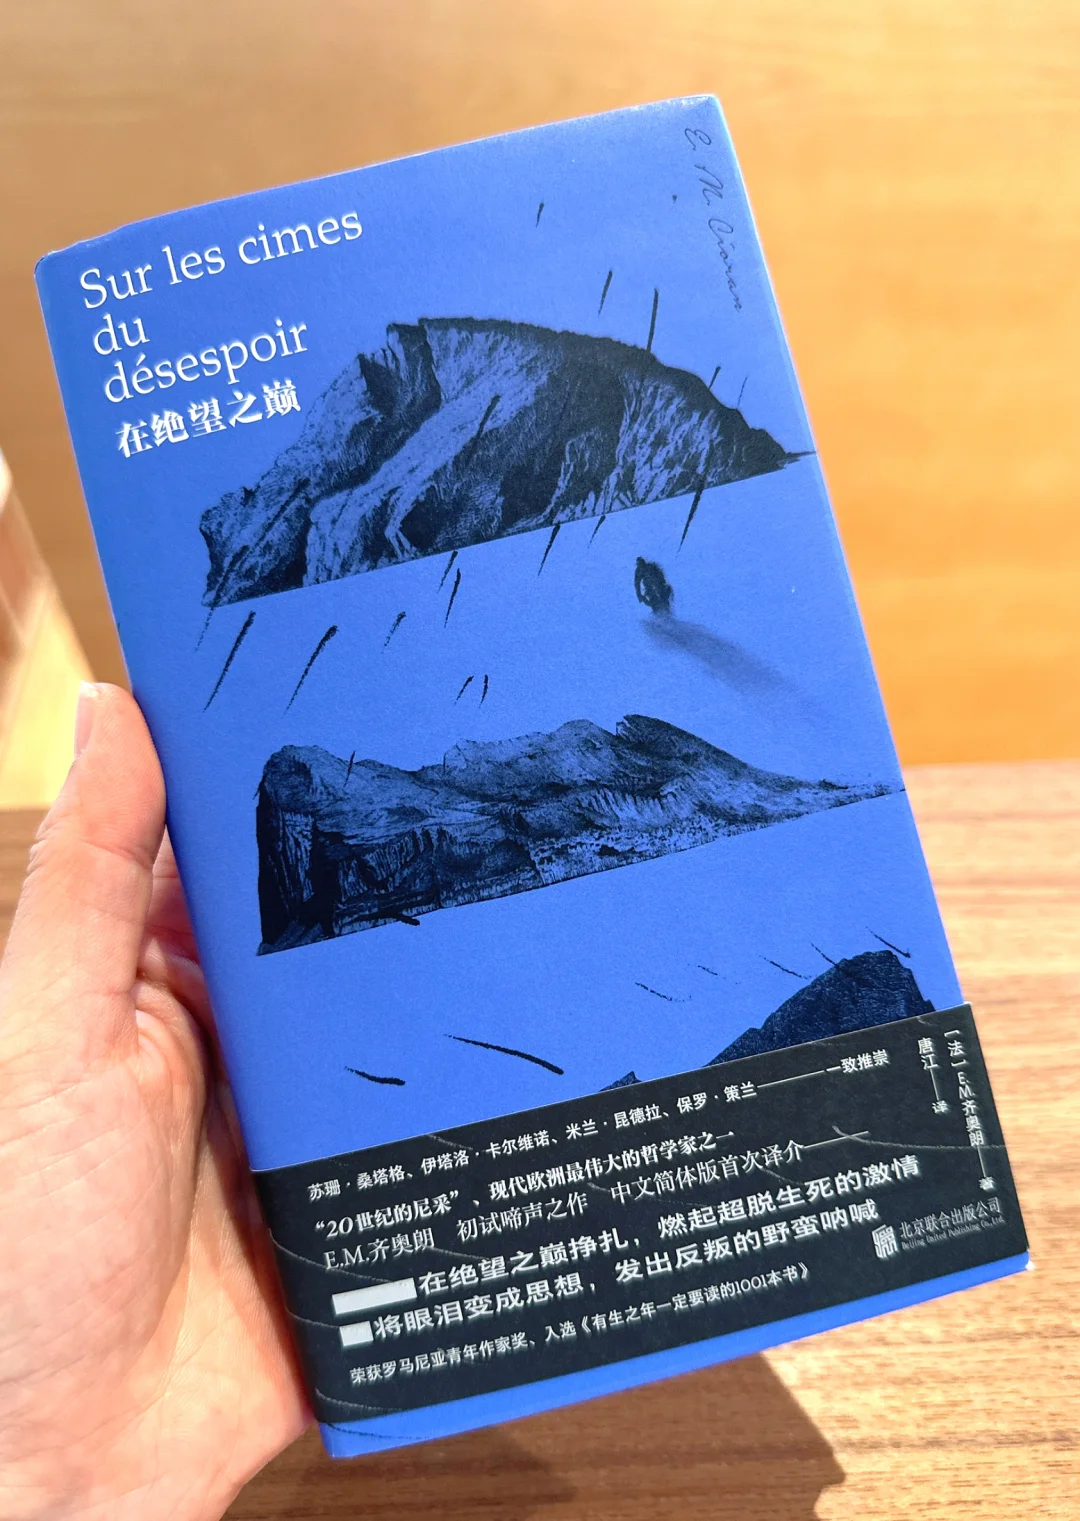 E. M. Cioran
Sur les cimes
du
désespoir
在绝望之巅
苏珊·桑塔格、伊塔洛·卡尔维诺、米兰·昆德拉、保罗·策兰———一致推崇
“20世纪的尼采”、现代欧洲最伟大的哲学家之一
E.M.齐奥朗 初试啼声之作 中文简体版首次译介———
在绝望之巅挣扎，燃起超脱生死的激情
将眼泪变成思想，发出反叛的野蛮呐喊
荣获罗马尼亚青年作家奖、入选《有生之年一定要读的1001本书》
［法］E.M.齐奥朗——著
唐江——译
北京联合出版公司
Beijing United Publishing Co.,Ltd.